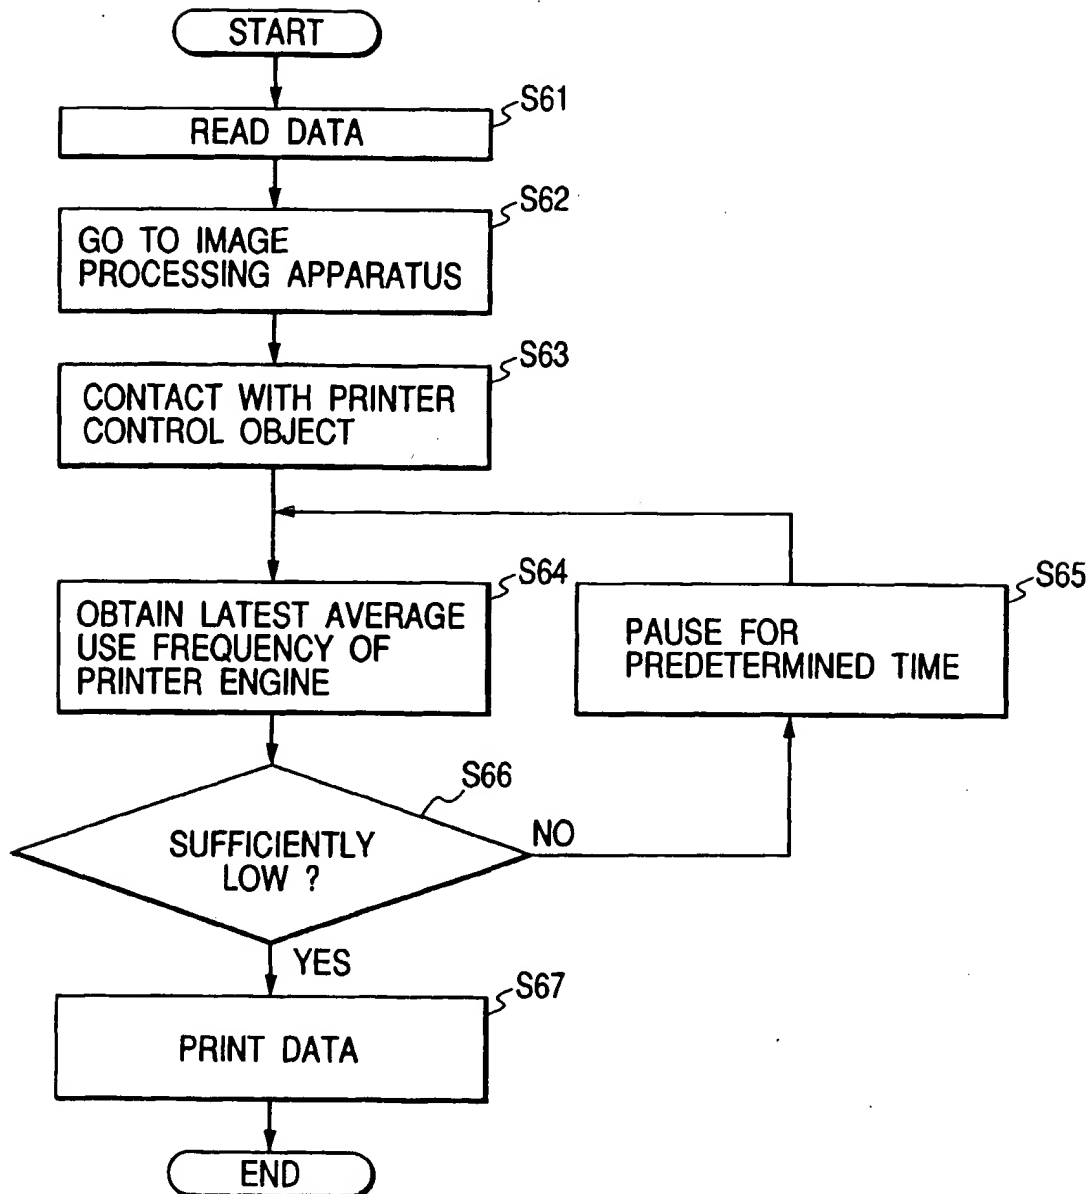 START
S61
READ DATA
S62
GO TO IMAGE
PROCESSING APPARATUS
S63
CONTACT WITH PRINTER
CONTROL OBJECT
S64
OBTAIN LATEST AVERAGE
USE FREQUENCY OF
PRINTER ENGINE
S65
PAUSE FOR
PREDETERMINED TIME
S66
SUFFICIENTLY
LOW ?
NO
YES
S67
PRINT DATA
END